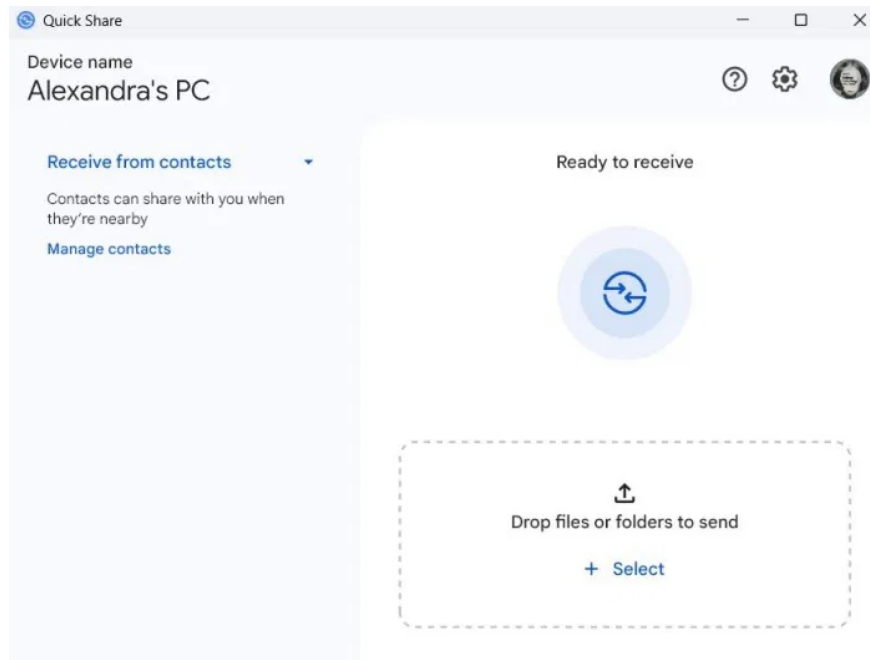 Quick Share
Device name
Alexandra's PC
Receive from contacts
Contacts can share with you when
they're nearby
Manage contacts
Ready to receive
Drop files or folders to send
+ Select